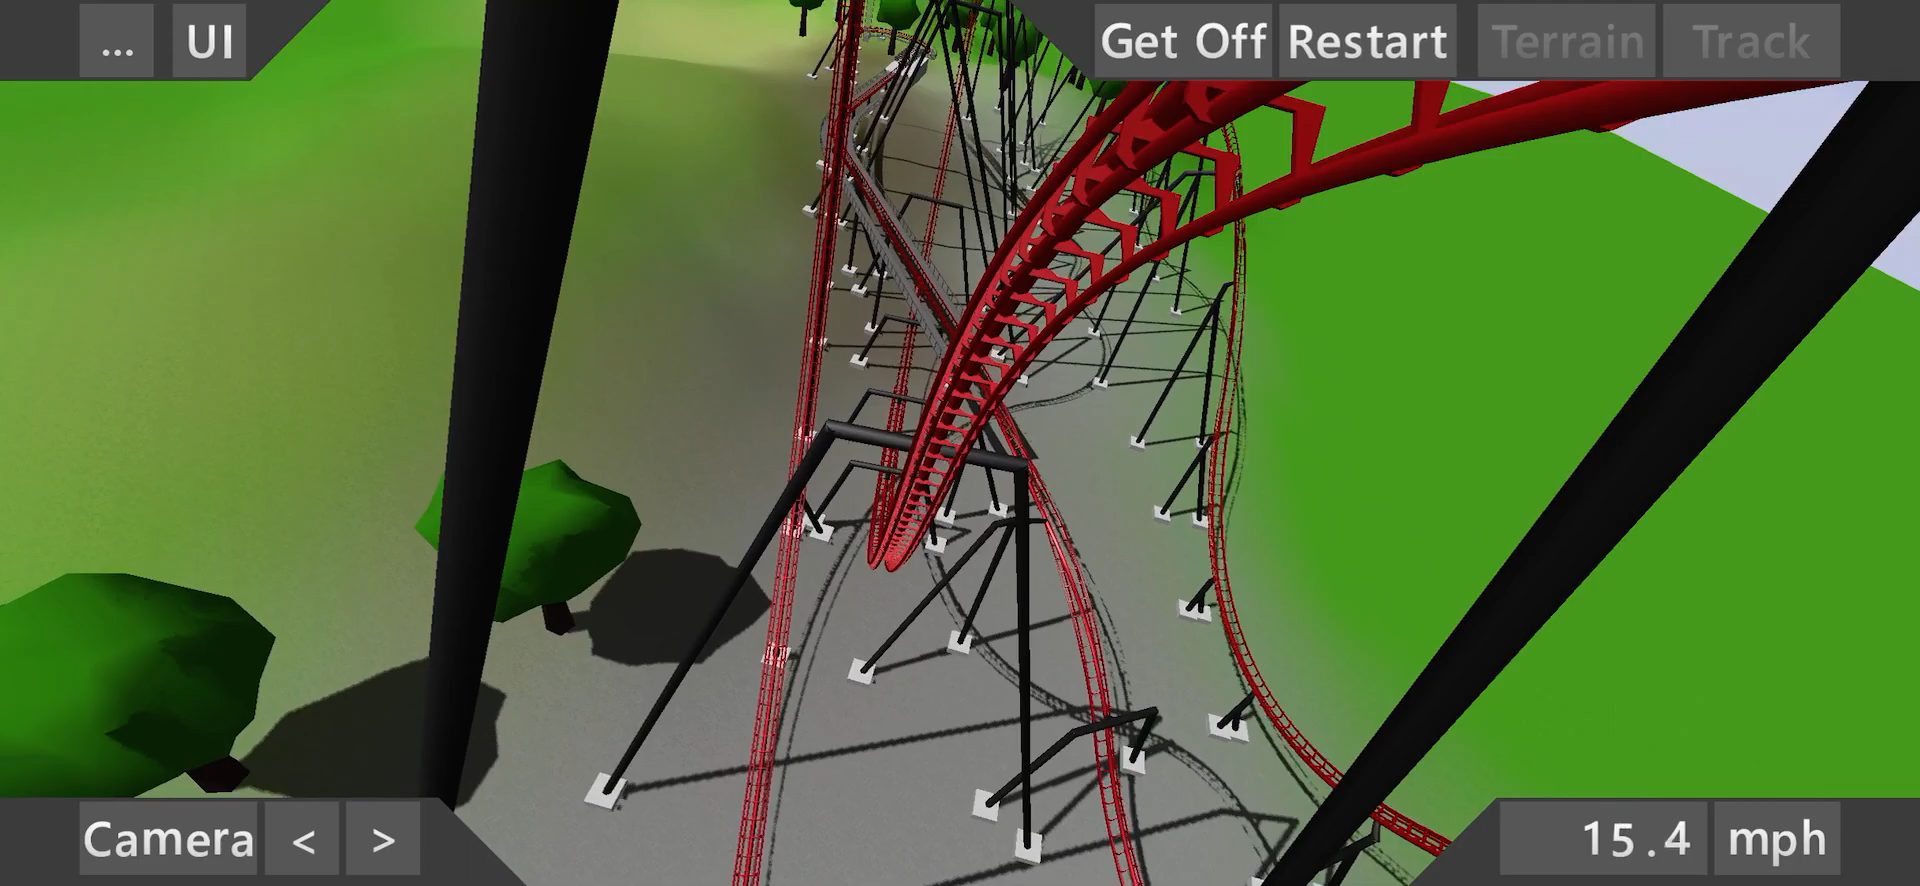 ... UI Get Off Restart Terrain Track
Camera < > 15.4 mph